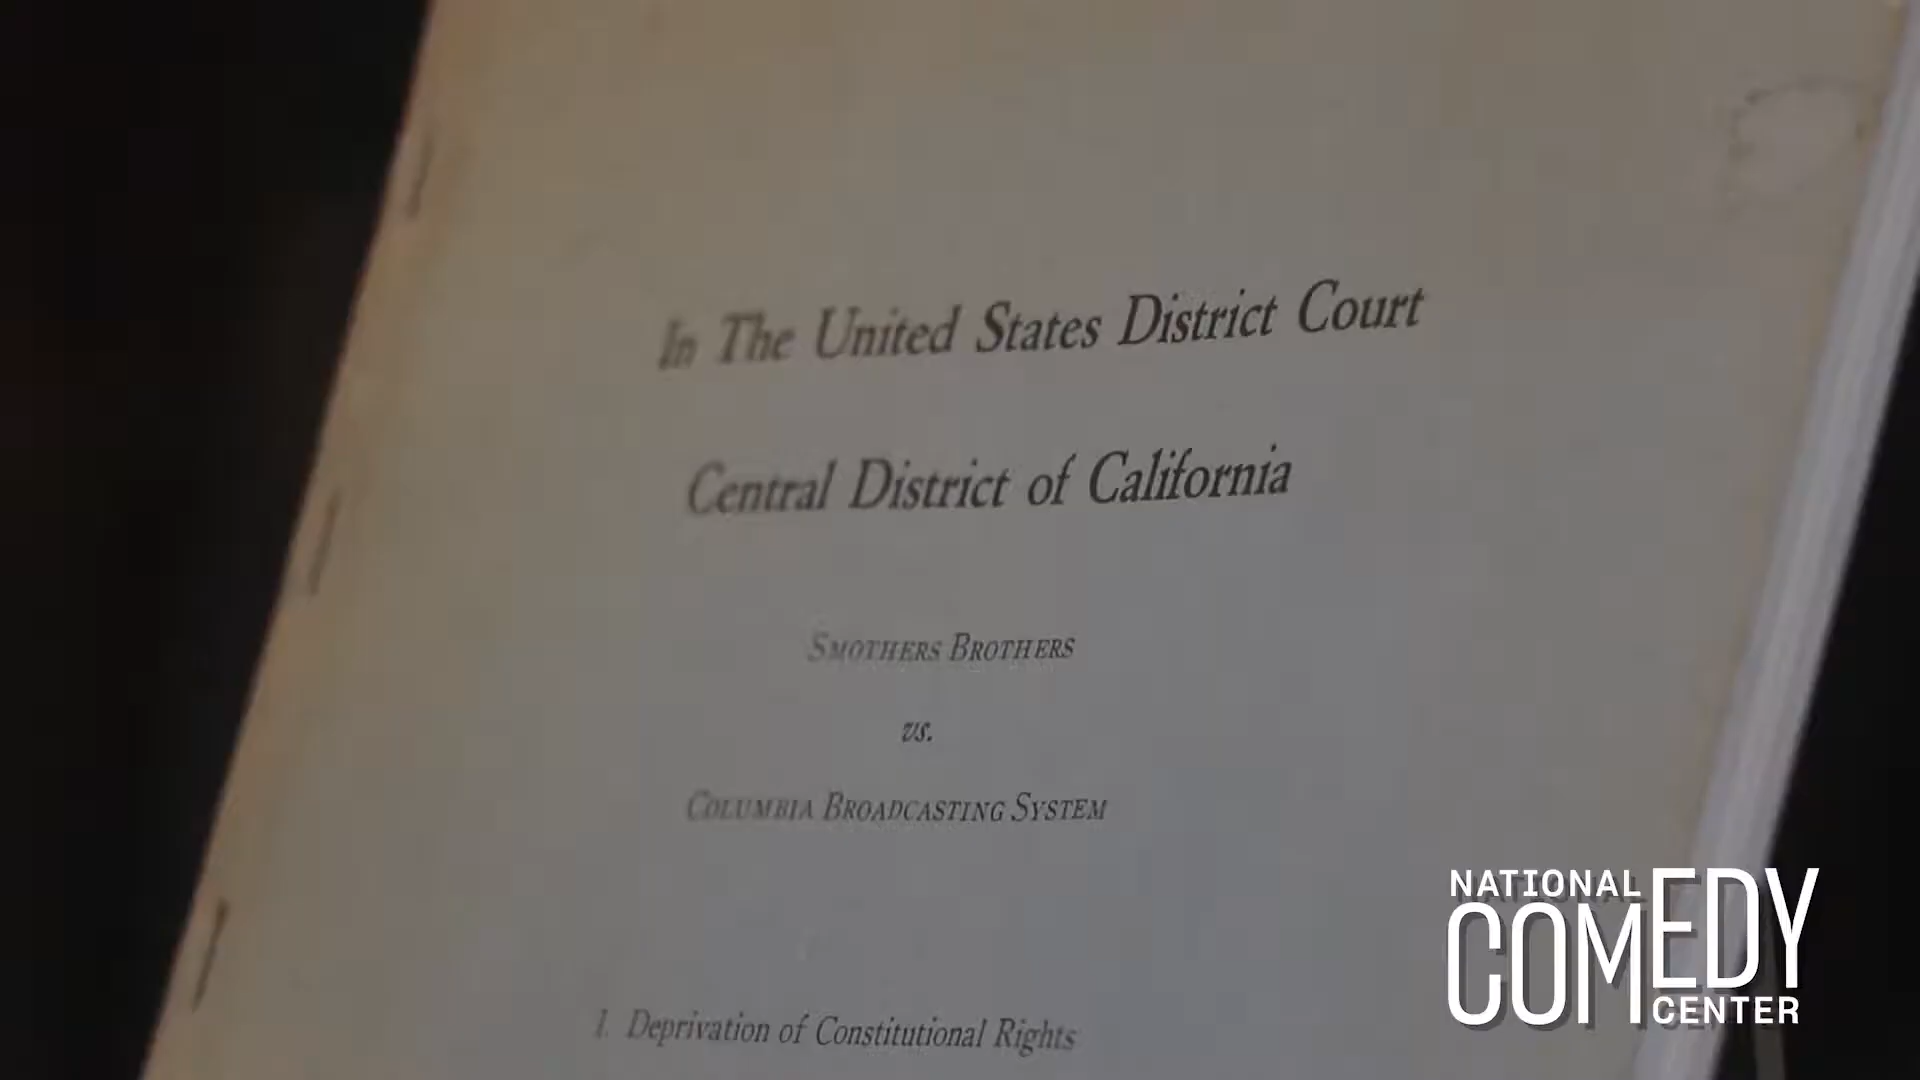 In The United States District Court
Central District of California
SMOTHERS BROTHERS
vs.
COLUMBIA BROADCASTING SYSTEM
1. Deprivation of Constitutional Rights
NATIONAL
COMEDY
CENTER